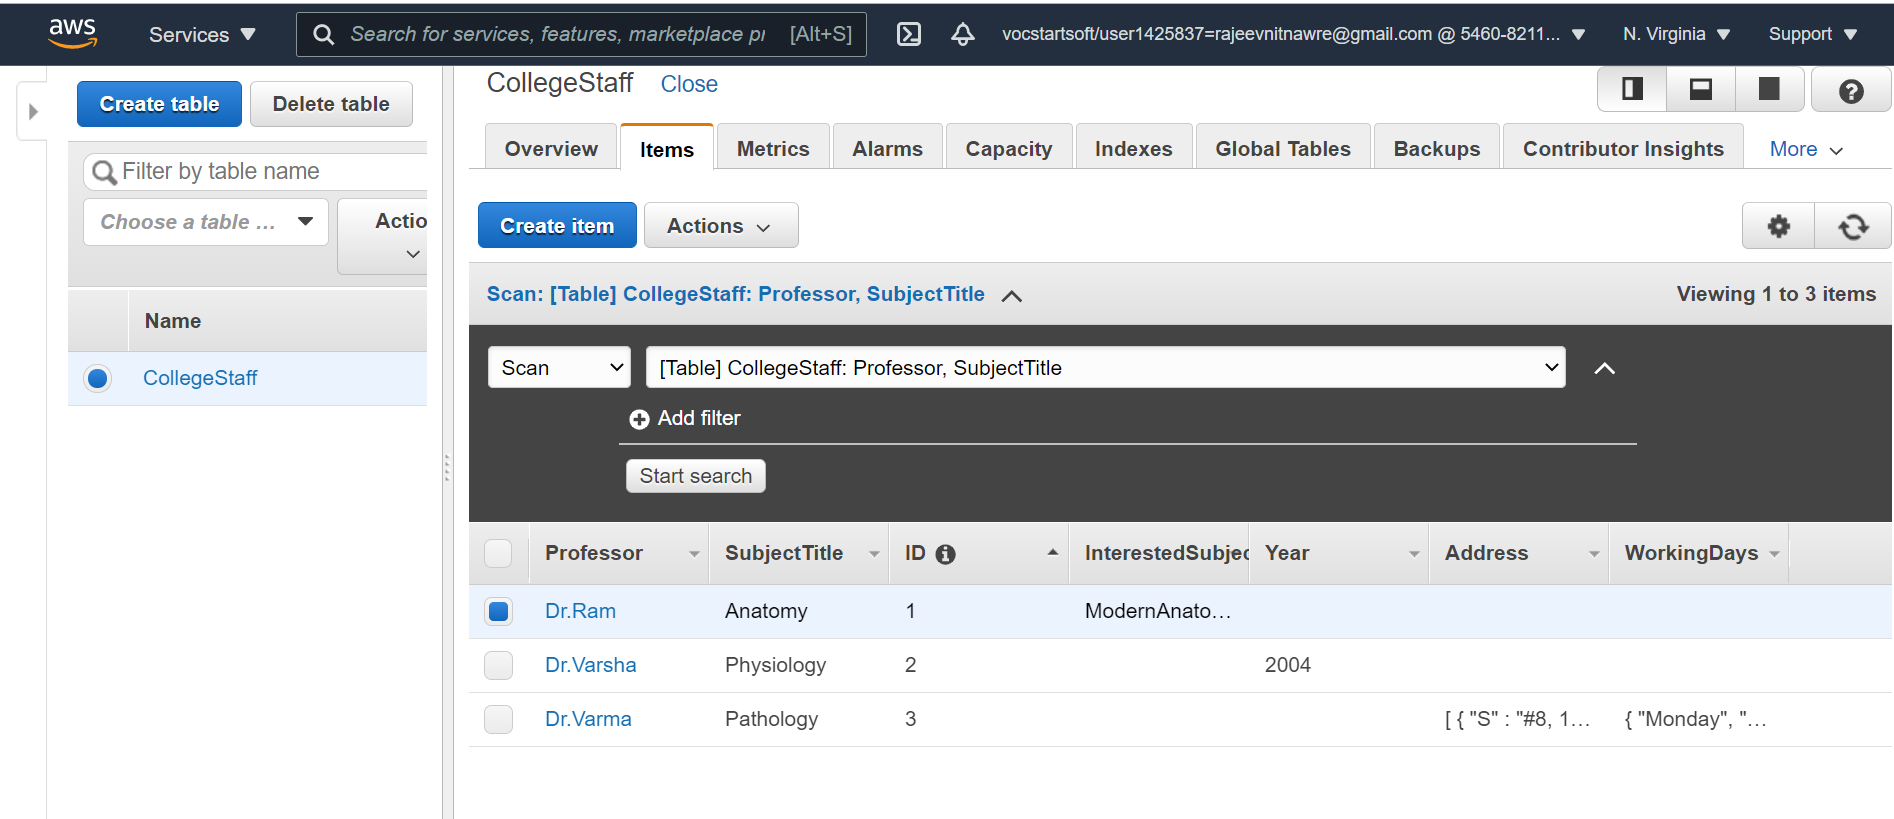 aws
Services
Search for services, features, marketplace pr [Alt+S]
vocstartsoft/user1425837=rajeevnitnawre@gmail.com @ 5460-8211...
N. Virginia
Support
Create table
Delete table
Filter by table name
Choose a table ...
Actio
Name
CollegeStaff
CollegeStaff Close
Overview Items Metrics Alarms Capacity Indexes Global Tables Backups Contributor Insights More
Create item Actions
Scan: [Table] CollegeStaff: Professor, SubjectTitle
Viewing 1 to 3 items
Scan [Table] CollegeStaff: Professor, SubjectTitle
Add filter
Start search
Professor SubjectTitle ID InterestedSubjec Year Address WorkingDays
Dr.Ram Anatomy 1 ModernAnato...
Dr.Varsha Physiology 2 2004
Dr.Varma Pathology 3 [ { "S" : "#8, 1... { "Monday", "...